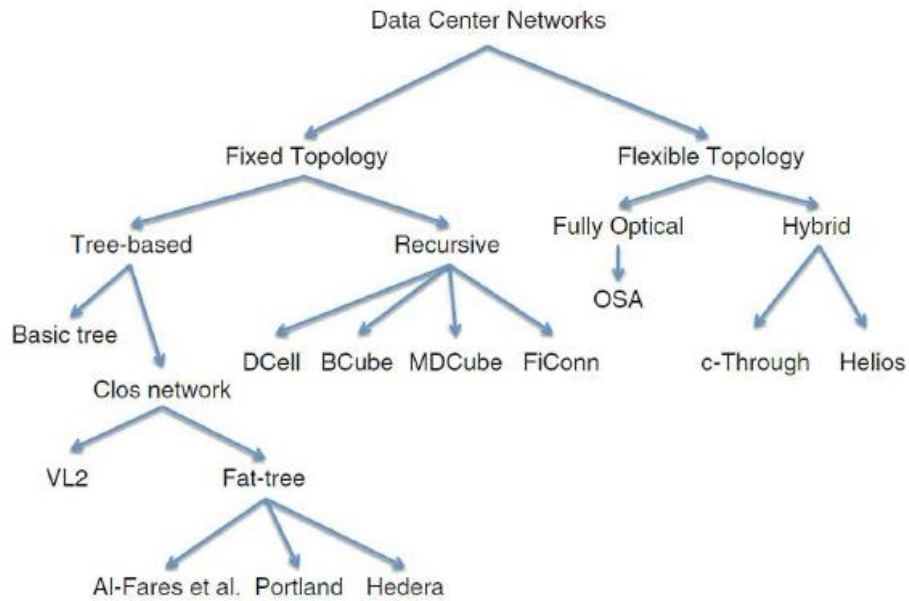 Data Center Networks
Fixed Topology
Flexible Topology
Tree-based
Recursive
Fully Optical
Hybrid
Basic tree
OSA
DCell
BCube
MDCube
FiConn
c-Through
Helios
Clos network
VL2
Fat-tree
Al-Fares et al.
Portland
Hedera